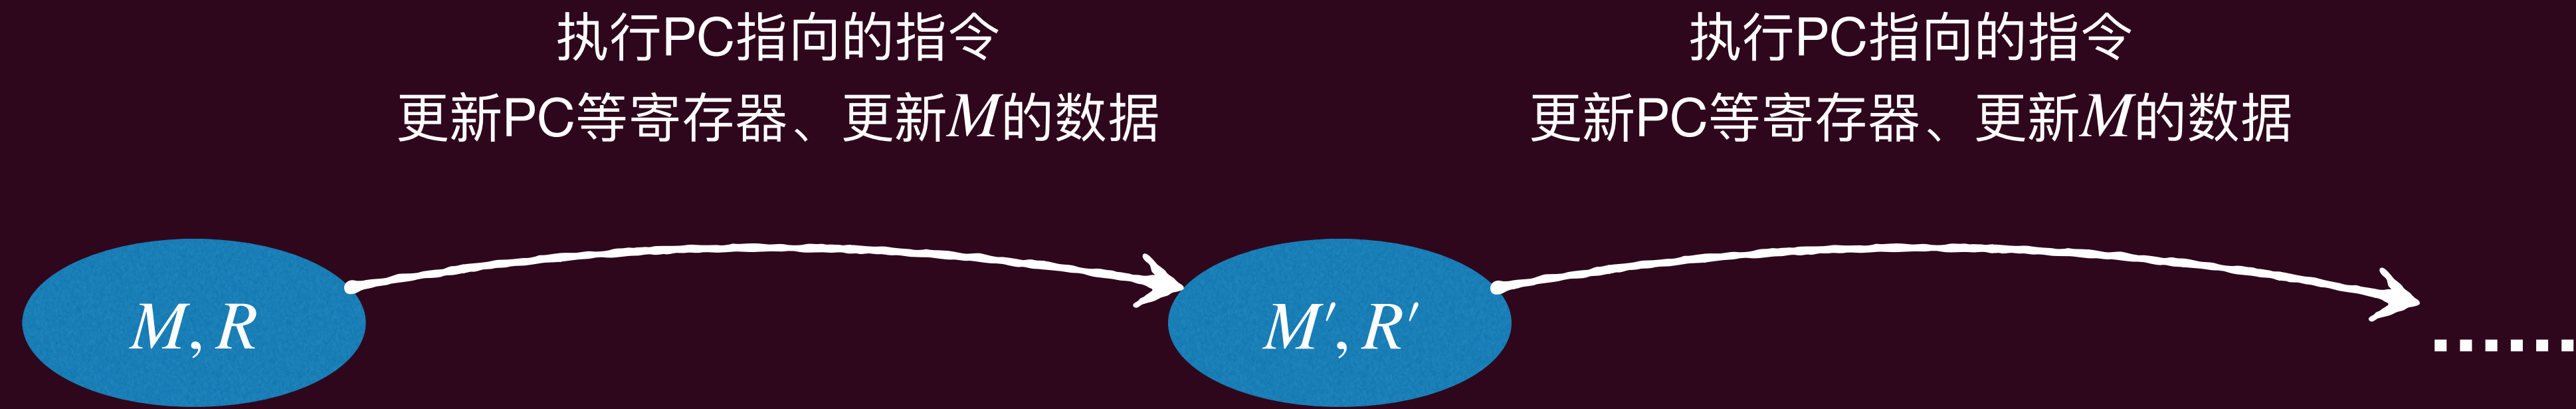 执行PC指向的指令
更新PC等寄存器、更新M的数据
执行PC指向的指令
更新PC等寄存器、更新M的数据
M, R
M′, R′
......